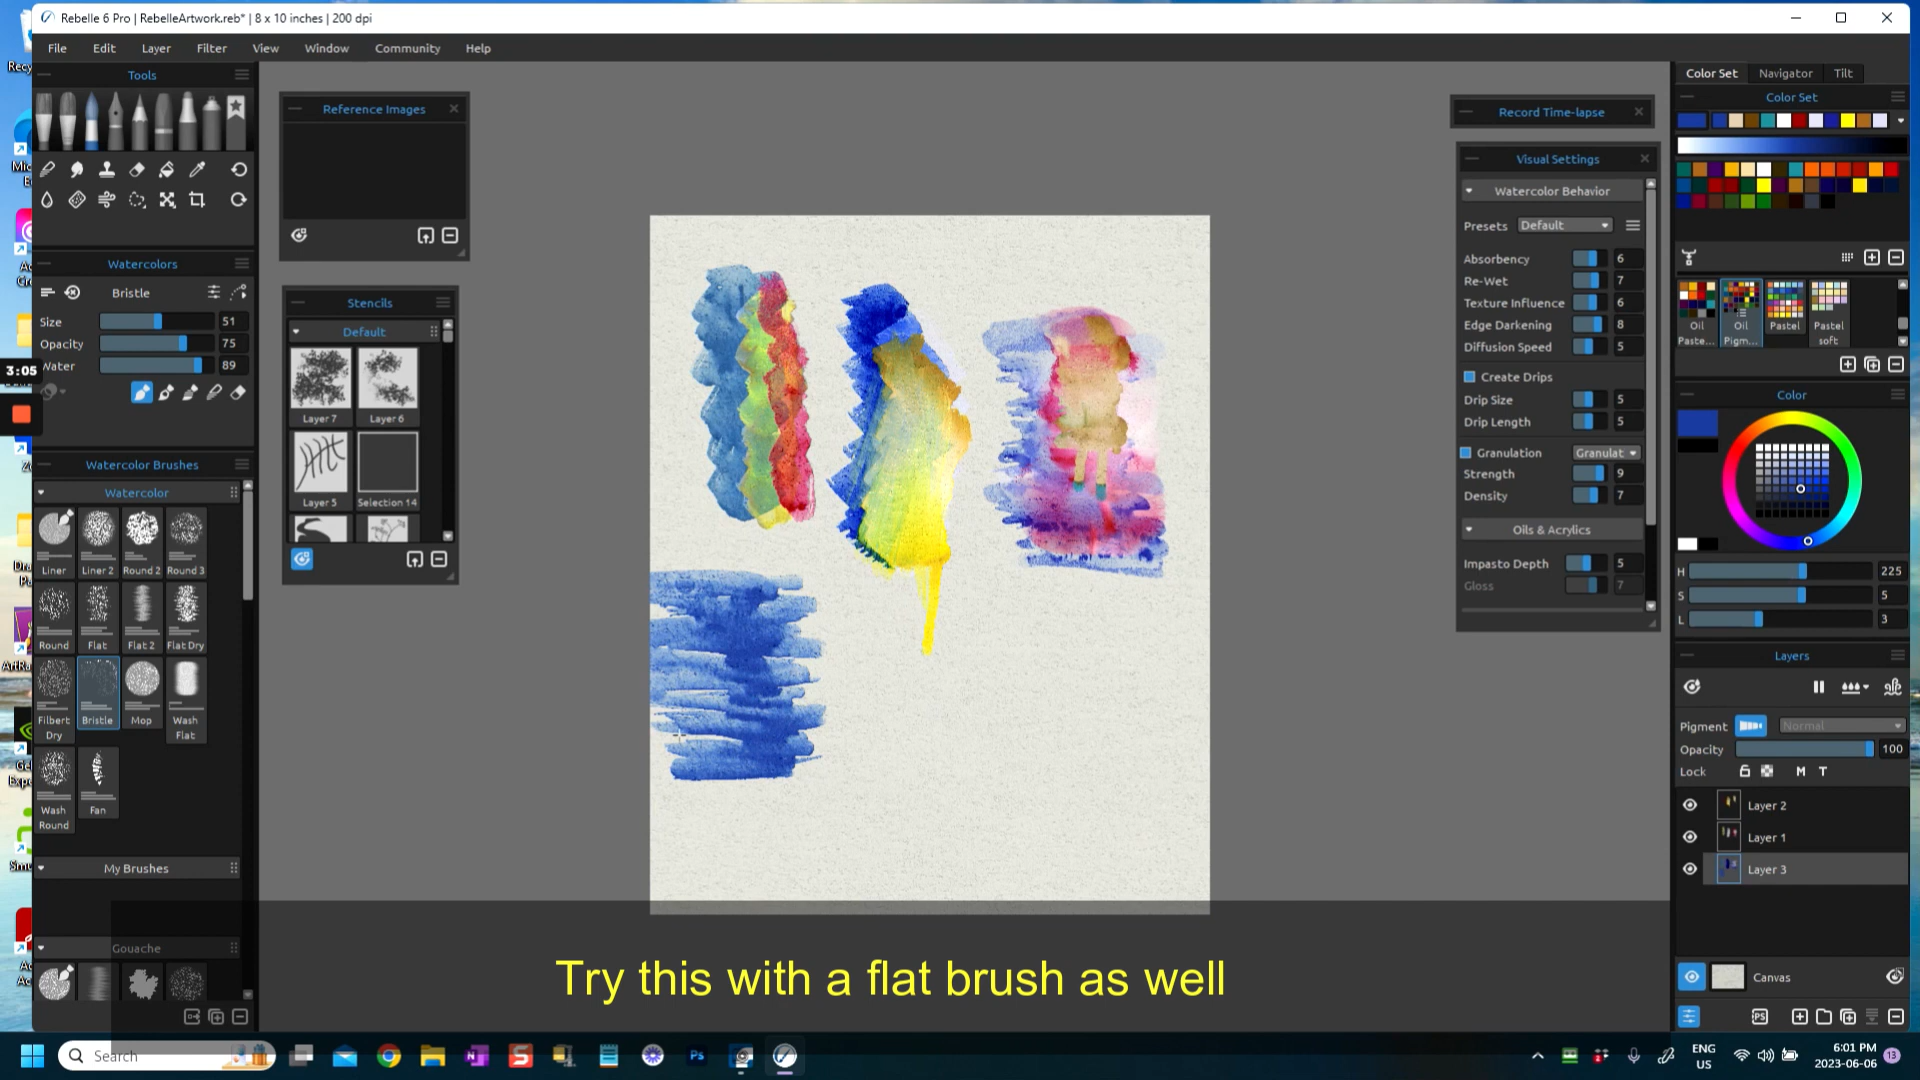 Rebelle 6 Pro | RebelleArtwork.reb* | 8 x 10 inches | 200 dpi
File Edit Layer Filter View Window Community Help
Tools
Watercolors
Bristle
Size 51
Opacity 75
Water 89
3:05
Watercolor Brushes
Watercolor
Liner Liner 2 Round 2 Round 3
Round Flat Flat 2 Flat Dry
Filbert Dry Bristle Mop Wash Flat
Wash Round Fan
My Brushes
Gouache
Reference Images
Stencils
Default
Layer 7 Layer 6
Layer 5 Selection 14
Record Time-lapse
Visual Settings
Watercolor Behavior
Presets Default
Absorbency 6
Re-Wet 7
Texture Influence 6
Edge Darkening 8
Diffusion Speed 5
Create Drips
Drip Size 5
Drip Length 5
Granulation Granulat
Strength 9
Density 7
Oils & Acrylics
Impasto Depth 5
Gloss 7
Color Set Navigator Tilt
Color Set
Oil Paste... Oil Pigm... Pastel Pastel soft
Color
H 225
S 5
L 3
Layers
Pigment Normal
Opacity 100
Lock M T
Layer 2
Layer 1
Layer 3
Canvas
PS
Try this with a flat brush as well
Search
Ps
ENG
US
6:01 PM
2023-06-06
13